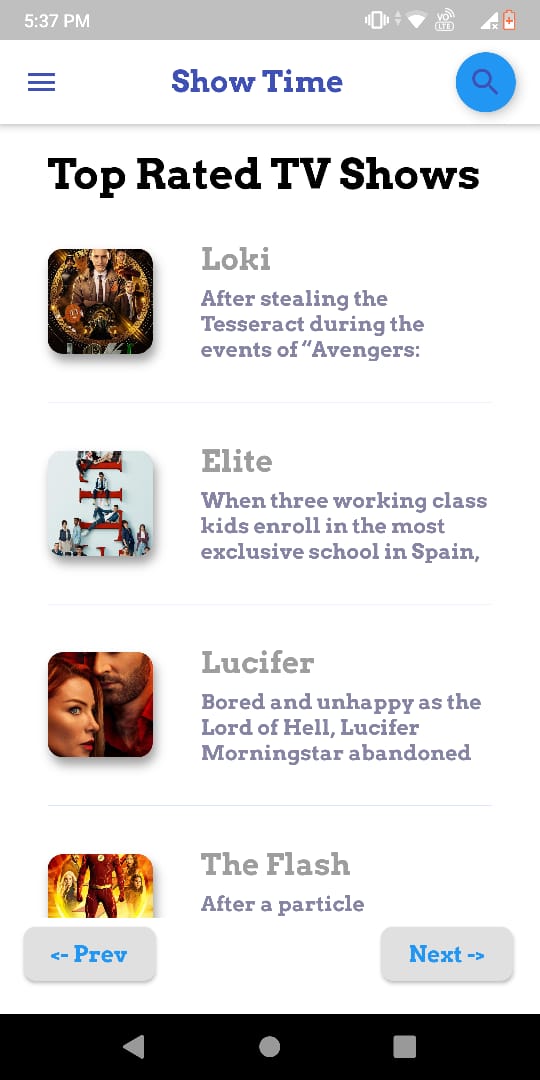 5:37 PM
VO
LTE
Show Time
Top Rated TV Shows
Loki
After stealing the
Tesseract during the
events of “Avengers:
Elite
When three working class
kids enroll in the most
exclusive school in Spain,
Lucifer
Bored and unhappy as the
Lord of Hell, Lucifer
Morningstar abandoned
The Flash
After a particle
<- Prev
Next ->